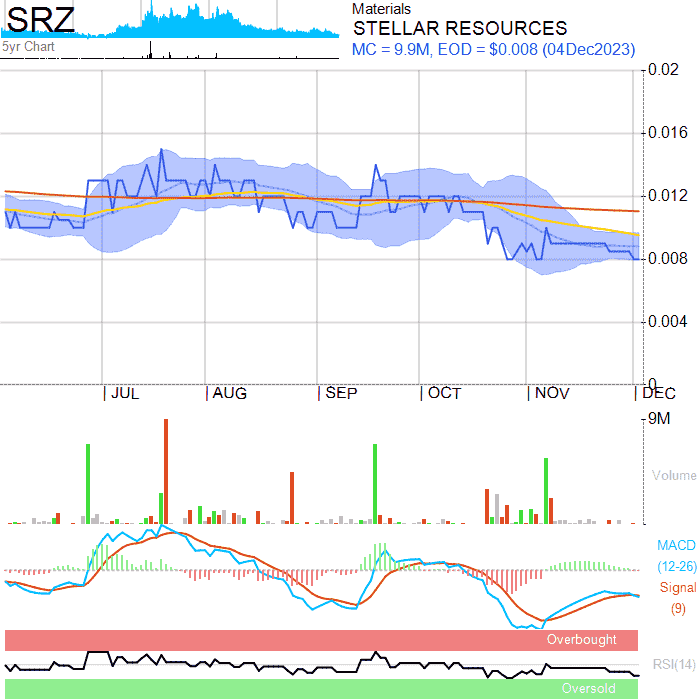 SRZ
5yr Chart
Materials
STELLAR RESOURCES
MC = 9.9M, EOD = $0.008 (04Dec2023)
0.02
0.016
0.012
0.008
0.004
0
JUL AUG SEP OCT NOV DEC
9M
Volume
MACD
(12-26)
Signal
(9)
Overbought
RSI(14)
Oversold